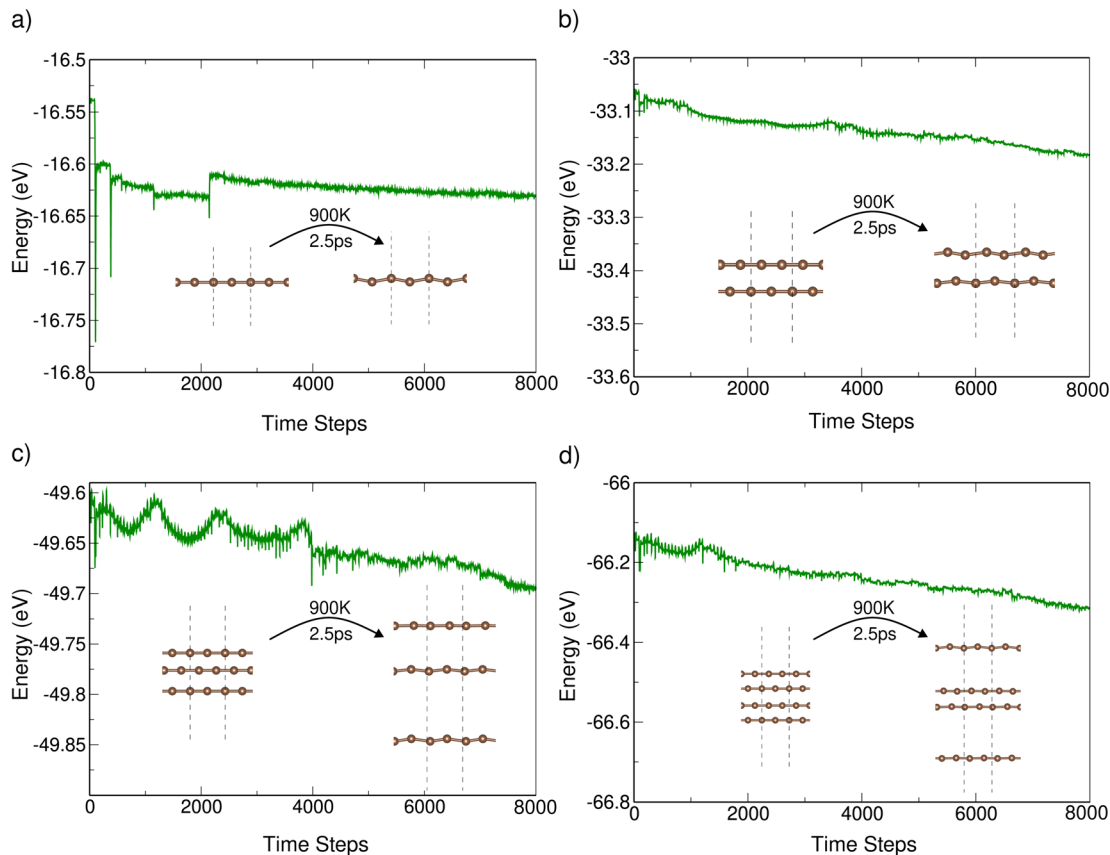 a)
-16.5
-16.55
-16.6
-16.65
-16.7
-16.75
-16.8
Energy (eV)
900K
2.5ps
0 2000 4000 6000 8000
Time Steps
b)
-33
-33.1
-33.2
-33.3
-33.4
-33.5
-33.6
Energy (eV)
900K
2.5ps
0 2000 4000 6000 8000
Time Steps
c)
-49.6
-49.65
-49.7
-49.75
-49.8
-49.85
Energy (eV)
900K
2.5ps
0 2000 4000 6000 8000
Time Steps
d)
-66
-66.2
-66.4
-66.6
-66.8
Energy (eV)
900K
2.5ps
0 2000 4000 6000 8000
Time Steps